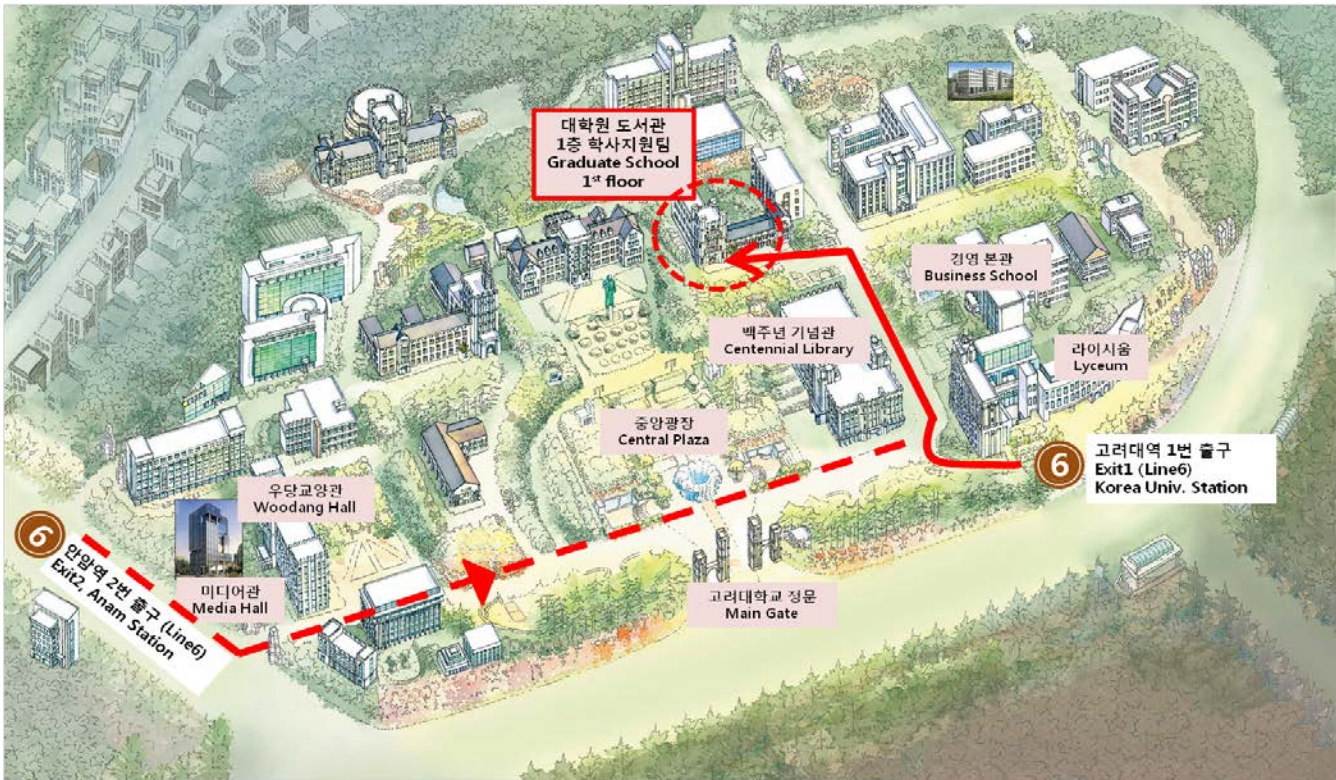 대학원 도서관
1층 학사지원팀
Graduate School
1st floor
경영 본관
Business School
백주년 기념관
Centennial Library
라이시움
Lyceum
중앙광장
Central Plaza
6
고려대역 1번 출구
Exit1 (Line6)
Korea Univ. Station
우당교양관
Woodang Hall
6
안암역 2번 출구 (Line6)
Exit2, Anam Station
미디어관
Media Hall
고려대학교 정문
Main Gate